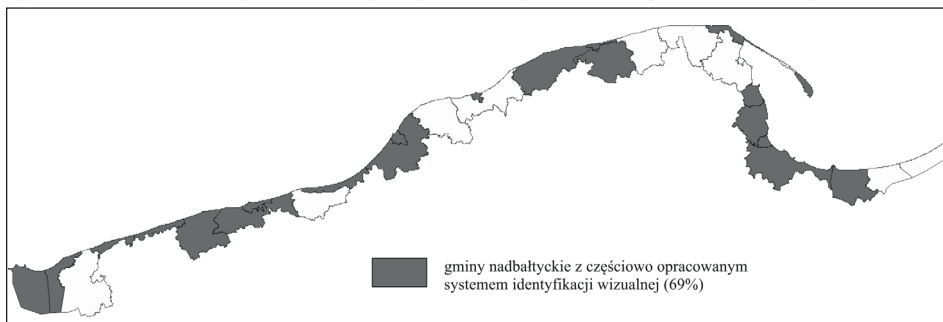 gminy nadbałtyckie z częściowo opracowanym
systemem identyfikacji wizualnej (69%)